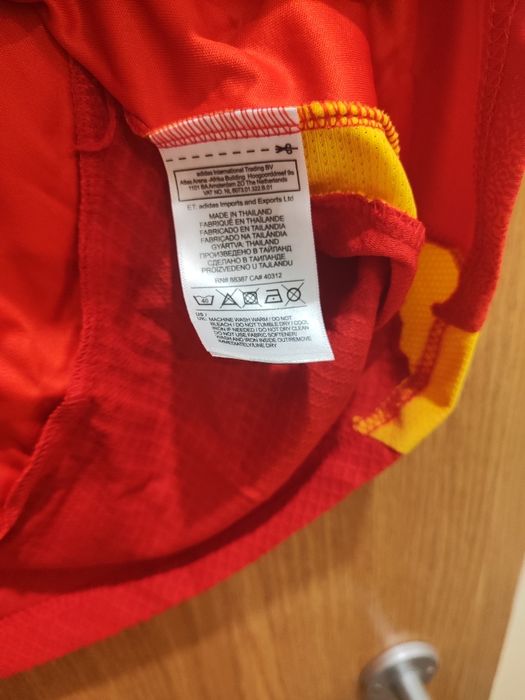 adidas International Trading BV
Atlas Arena -Afrika Building Hoogoorddreef 9a
1101 BA Amsterdam ZO The Netherlands
VAT NO. NL 8073.01.322.B.01
ET: adidas Imports and Exports Ltd
MADE IN THAILAND
FABRIQUÉ EN THAÏLANDE
FABRICADO EN TAILANDIA
FABRICADO NA TAILÂNDIA
GYÁRTVA: THAILAND
ПРОИЗВЕДЕНО В ТАЙЛАНД
СДЕЛАНО В ТАИЛАНДЕ
PROIZVEDENO U TAJLANDU
RN# 88387 CA# 40312
40
US /
UK: MACHINE WASH WARM / DO NOT
BLEACH / DO NOT TUMBLE DRY / COOL
IRON IF NEEDED / DO NOT DRY CLEAN
DO NOT USE FABRIC SOFTENER/
WASH AND IRON INSIDE OUT/REMOVE
IMMEDIATELY/LINE DRY